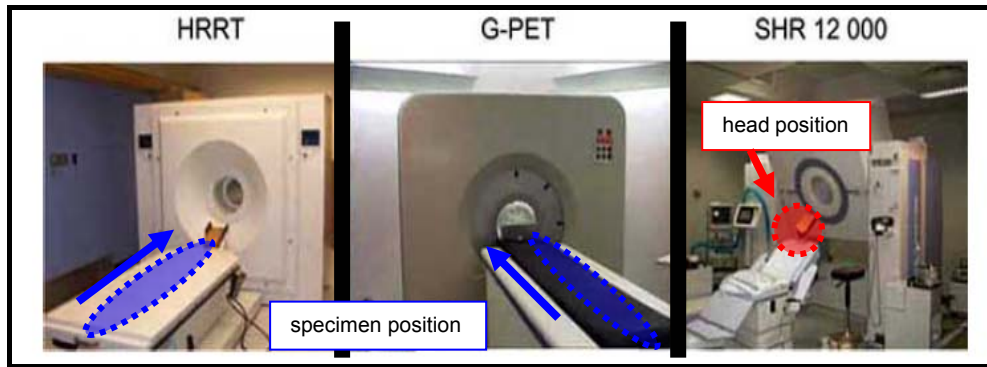 HRRT
G-PET
SHR 12 000
head position
specimen position